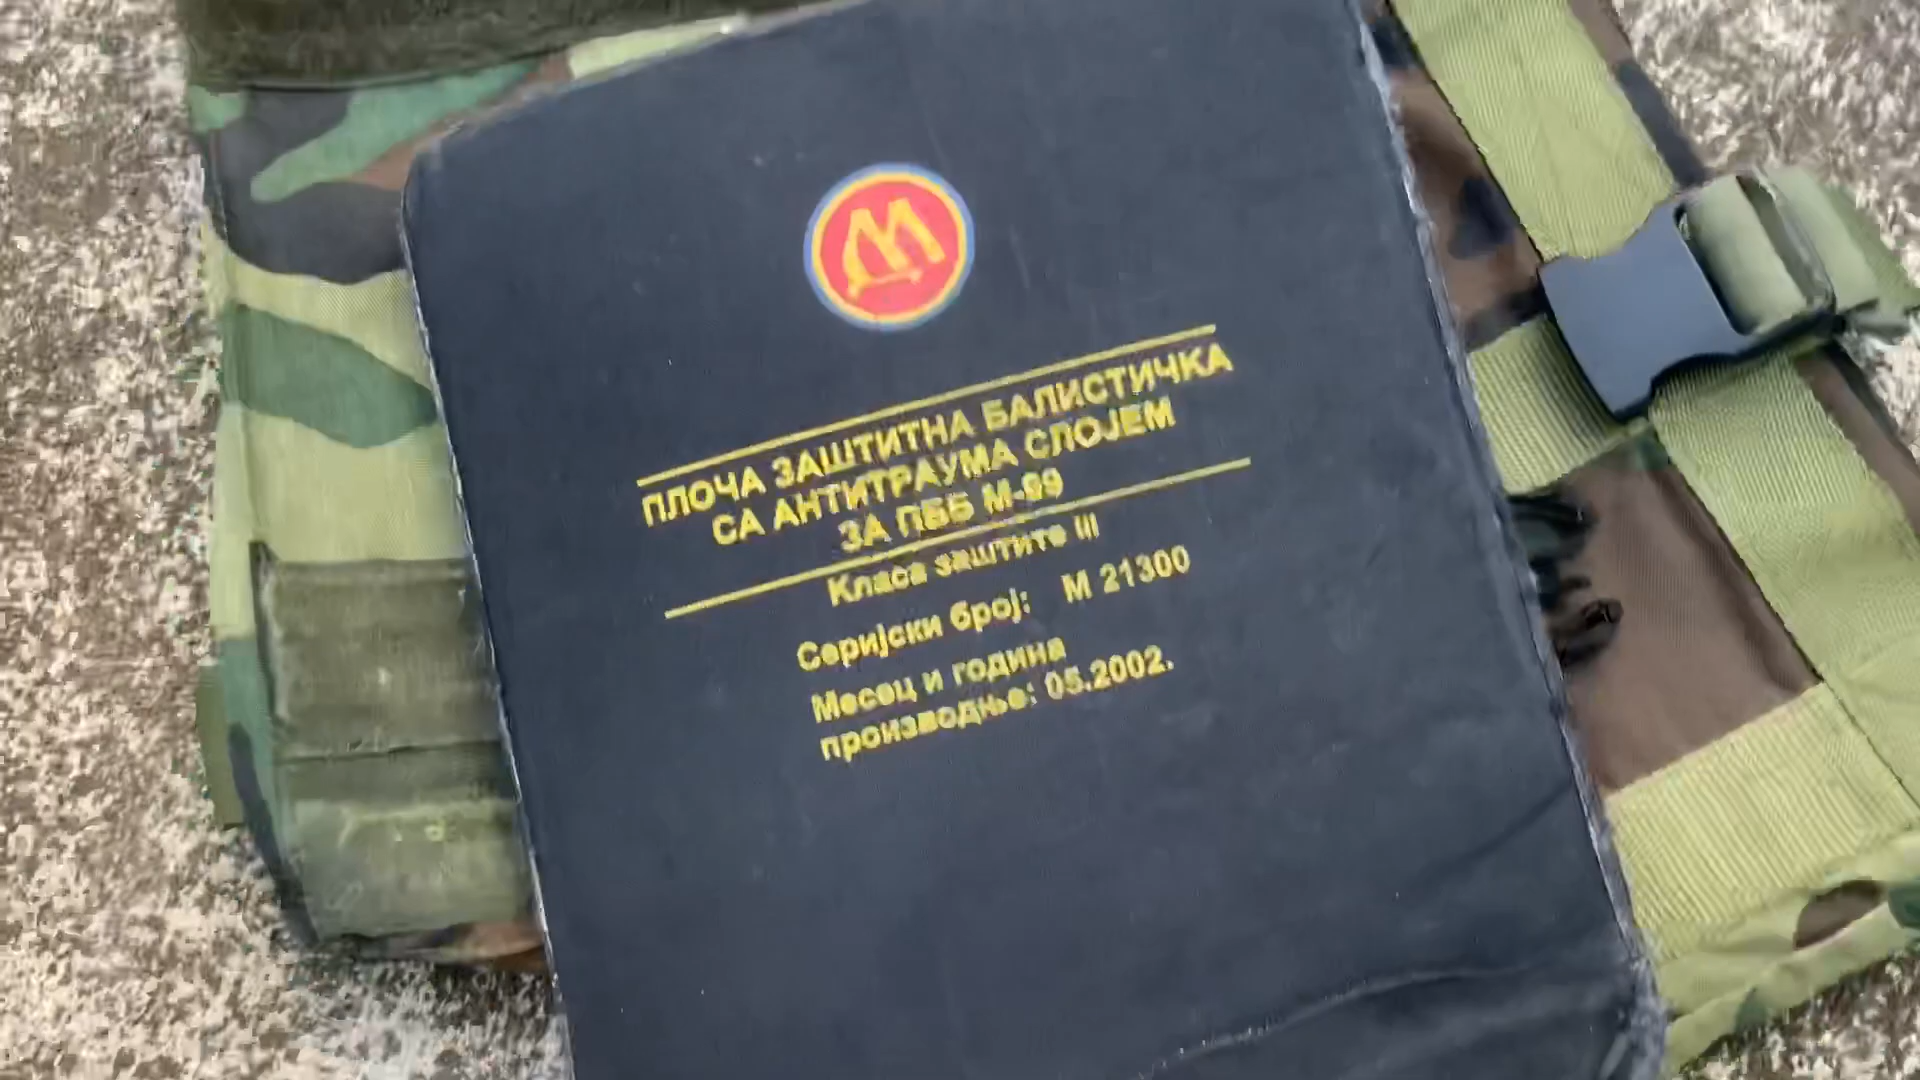 ПЛОЧА ЗАШТИТНА БАЛИСТИЧКА
СА АНТИТРАУМА СЛОЈЕМ
ЗА ПББ М-99
Класа заштите III
Серијски број: М 21300
Месец и година
производње: 05.2002.